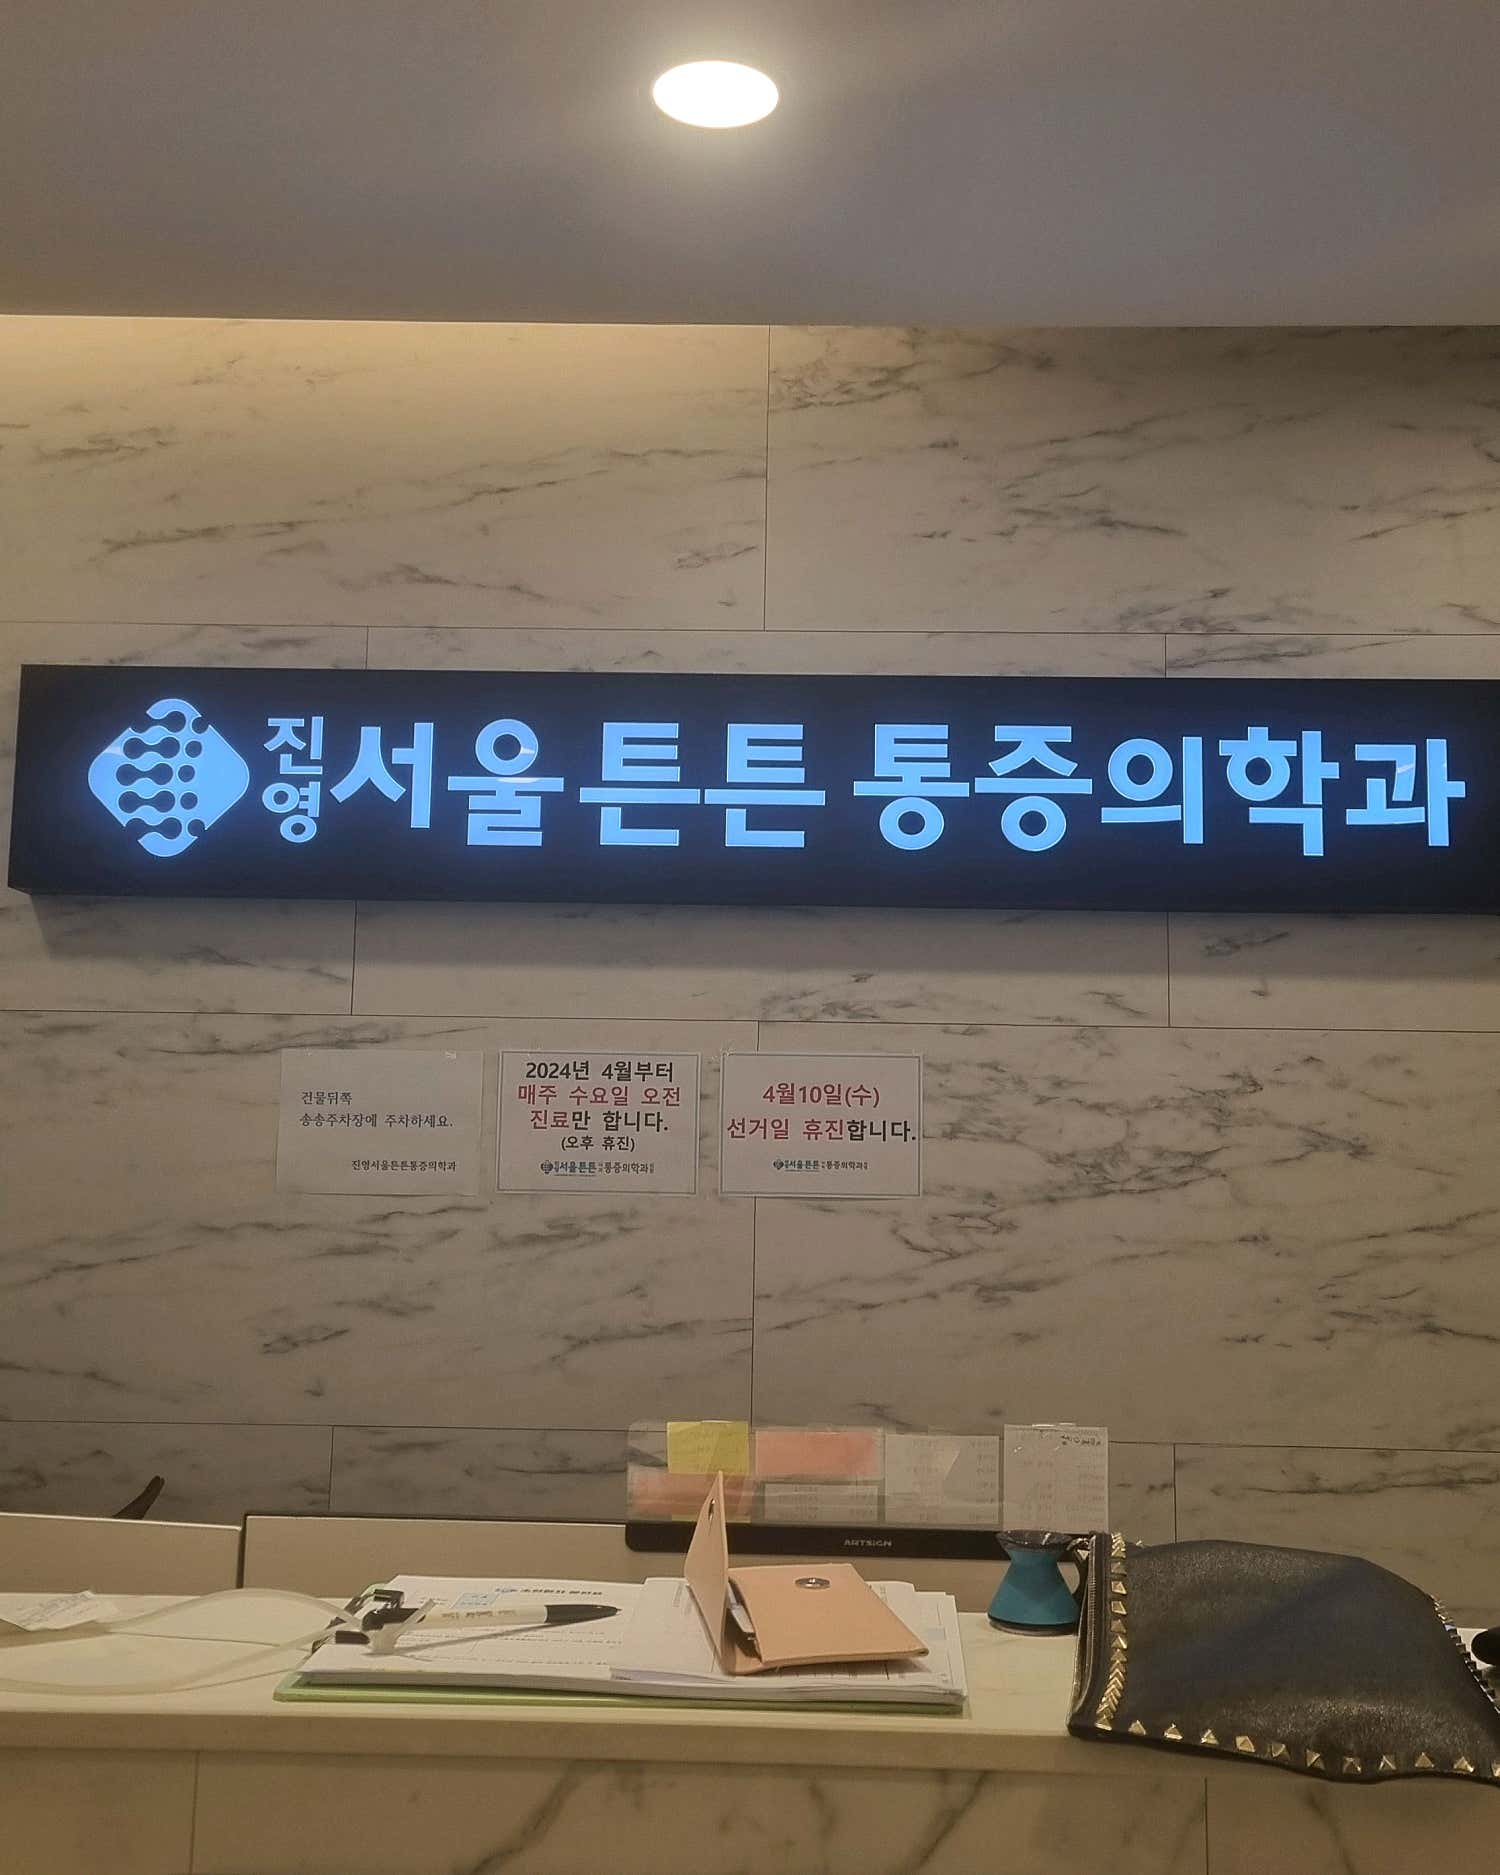 진영 서울튼튼 통증의학과
건물뒤쪽
송송주차장에 주차하세요.
진영서울튼튼통증의학과
2024년 4월부터
매주 수요일 오전
진료만 합니다.
(오후 휴진)
서울튼튼 통증의학과
4월10일(수)
선거일 휴진합니다.
서울튼튼 통증의학과
ARTSIGN